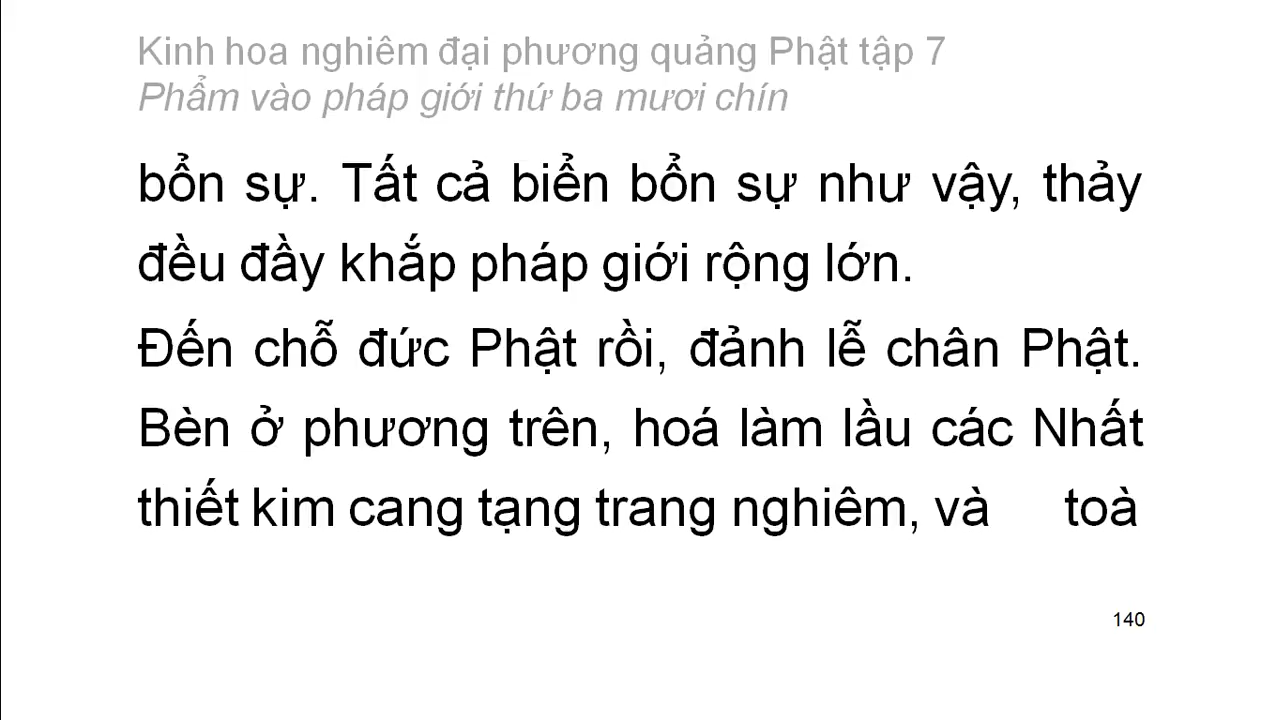 Kinh hoa nghiêm đại phương quảng Phật tập 7
Phẩm vào pháp giới thứ ba mươi chín
bổn sự. Tất cả biển bổn sự như vậy, thảy
đều đầy khắp pháp giới rộng lớn.
Đến chỗ đức Phật rồi, đảnh lễ chân Phật.
Bèn ở phương trên, hoá làm lầu các Nhất
thiết kim cang tạng trang nghiêm, và toà
140